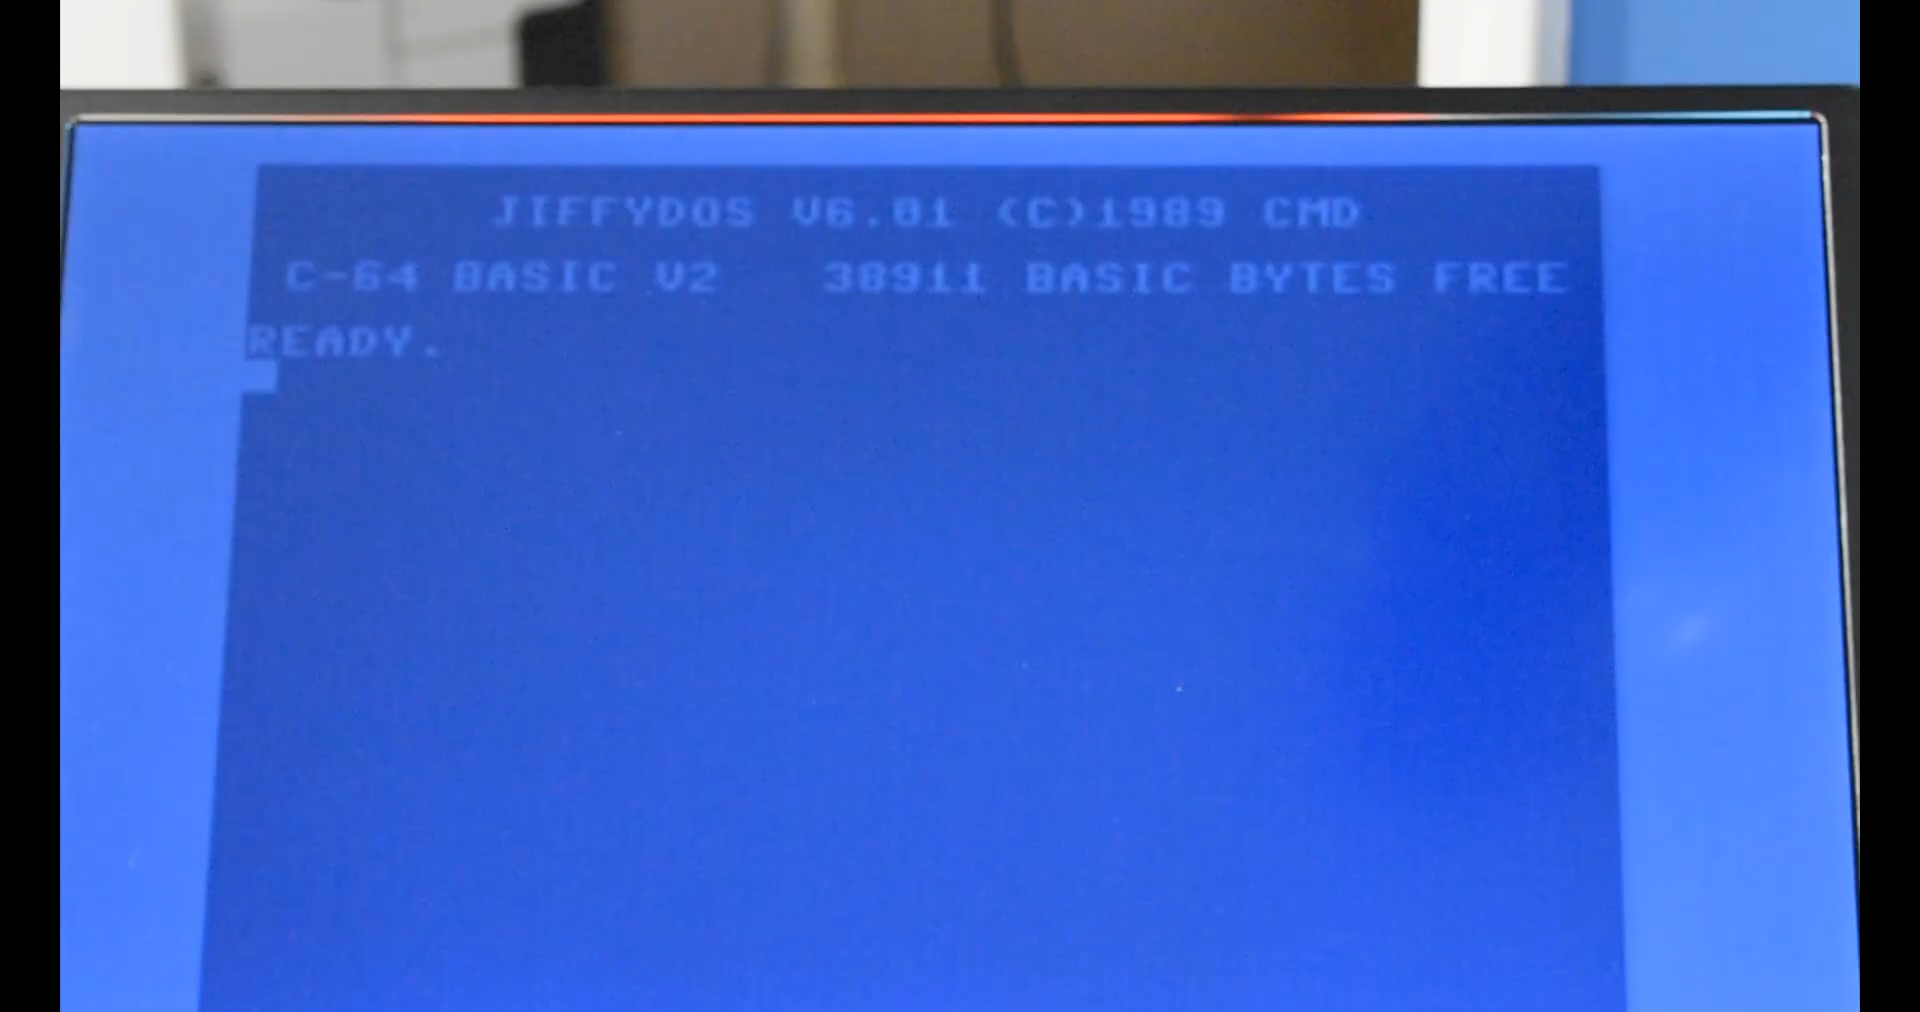 JIFFYDOS V6.01 (C)1989 CMD
C-64 BASIC V2   38911 BASIC BYTES FREE
READY.